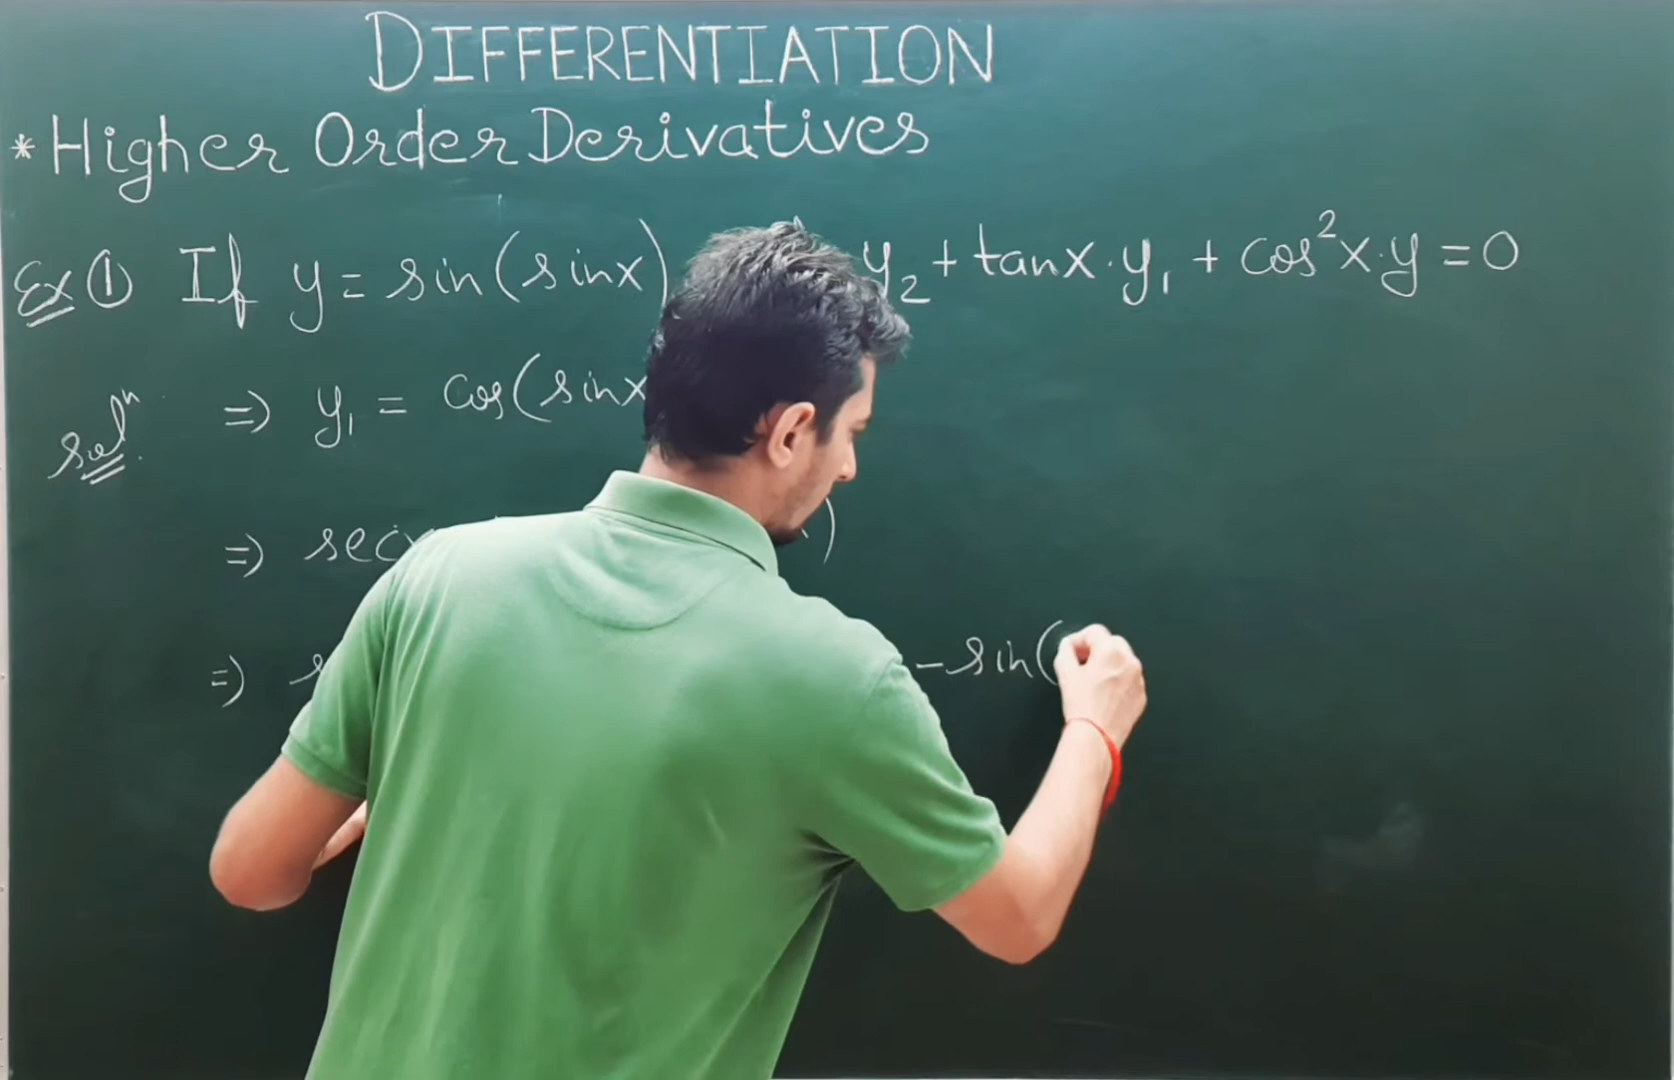 DIFFERENTIATION
* Higher Order Derivatives
Ex ① If y = sin(sinx) y₂ + tanx·y₁ + cos²x·y = 0
solⁿ. ⇒ y₁ = cos(sinx
⇒ sec )
⇒ -sin(